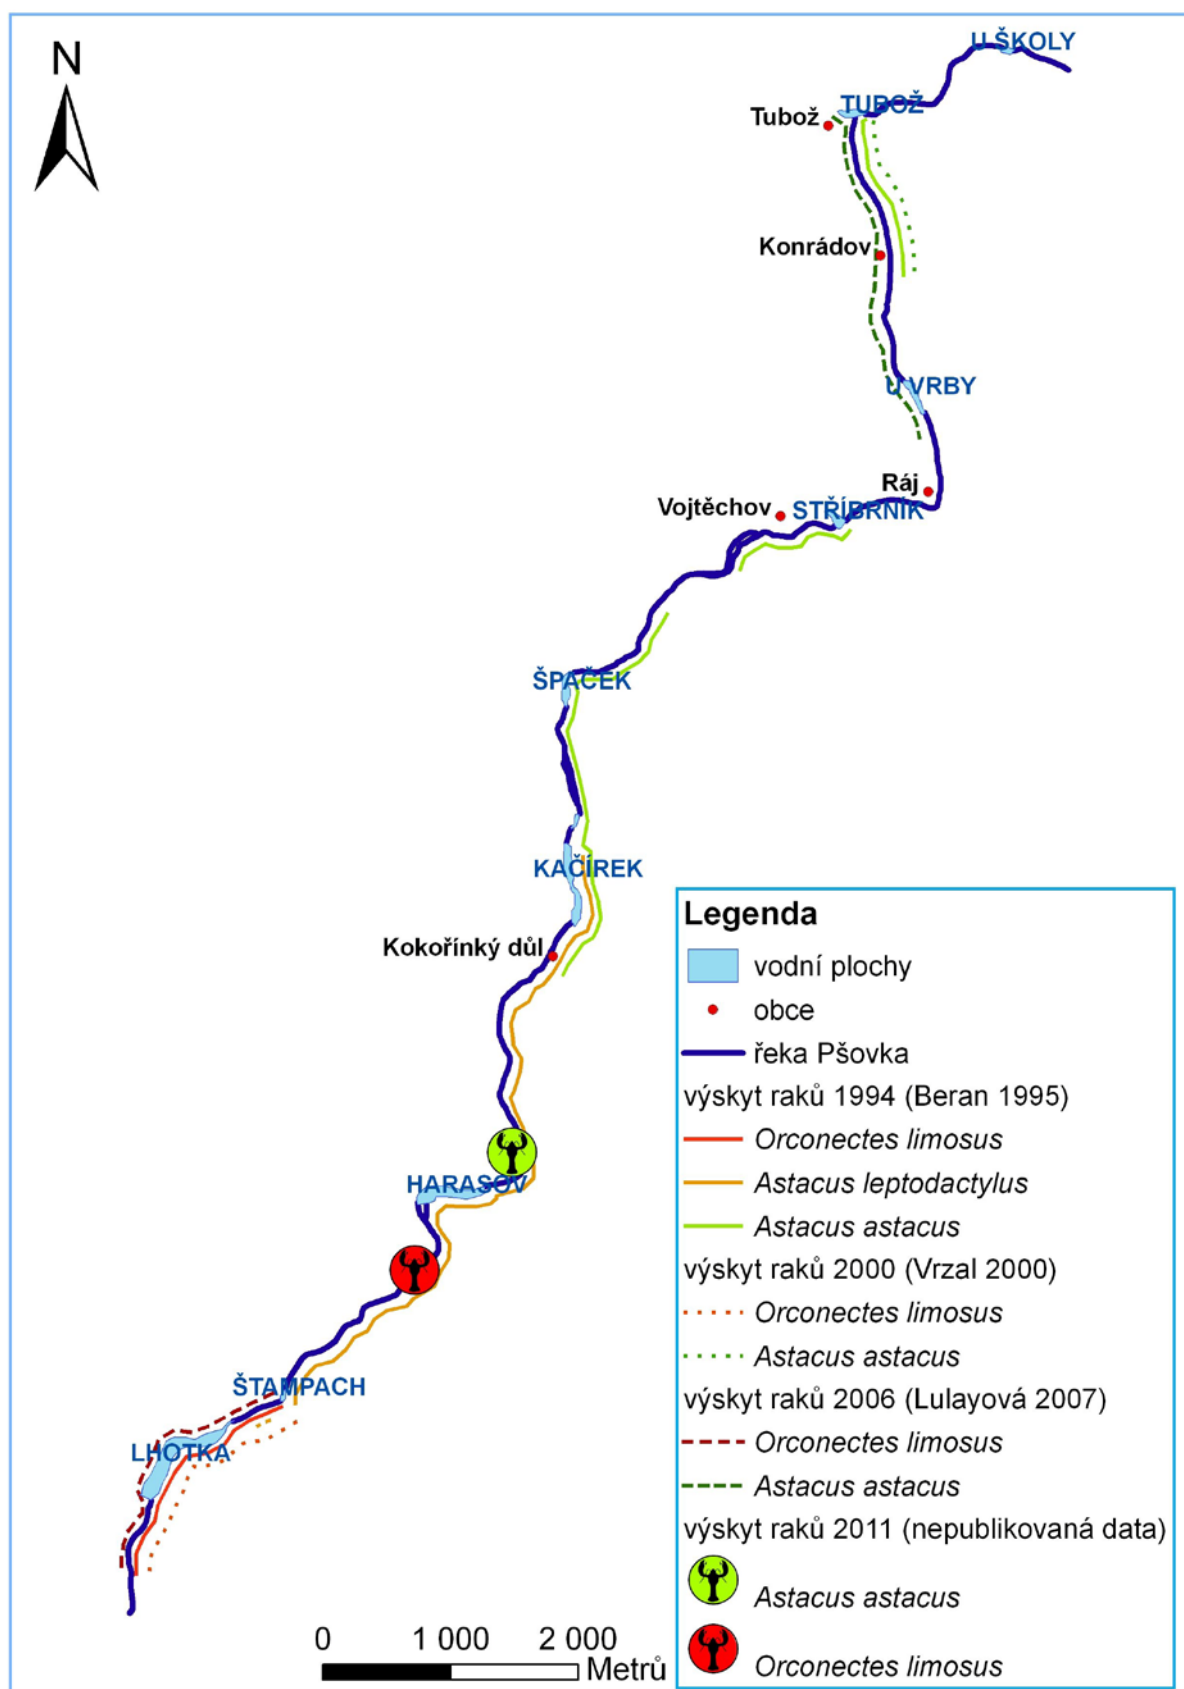 N
U ŠKOLY
TUBOŽ
Tubož
Konrádov
U VRBY
Ráj
Vojtěchov
STŘÍBRNÍK
ŠPAČEK
KAČÍREK
Kokořínký důl
HARASOV
ŠTAMPACH
LHOTKA
Legenda
vodní plochy
obce
řeka Pšovka
výskyt raků 1994 (Beran 1995)
Orconectes limosus
Astacus leptodactylus
Astacus astacus
výskyt raků 2000 (Vrzal 2000)
Orconectes limosus
Astacus astacus
výskyt raků 2006 (Lulayová 2007)
Orconectes limosus
Astacus astacus
výskyt raků 2011 (nepublikovaná data)
Astacus astacus
Orconectes limosus
0 1 000 2 000
Metrů